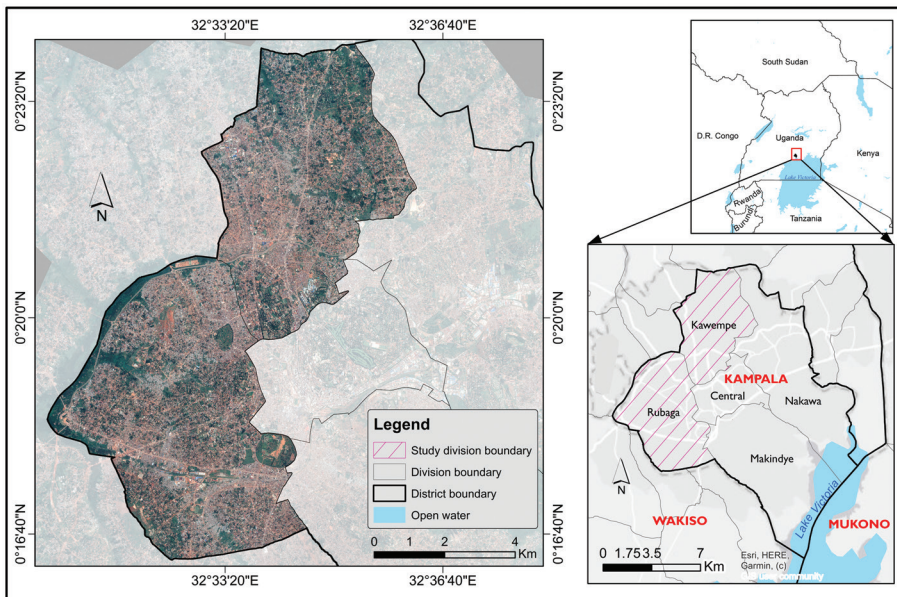 32°33'20"E
32°36'40"E
0°23'20"N
0°23'20"N
N
0°20'0"N
0°20'0"N
0°16'40"N
0°16'40"N
Legend
Study division boundary
Division boundary
District boundary
Open water
0 1 2 4
Km
32°33'20"E
32°36'40"E
South Sudan
D.R. Congo
Uganda
Kenya
Lake Victoria
Rwanda
Burundi
Tanzania
Kawempe
KAMPALA
Central
Rubaga
Nakawa
Makindye
N
Lake Victoria
WAKISO
MUKONO
0 1.75 3.5 7
Km
Esri, HERE,
Garmin, (c)
community